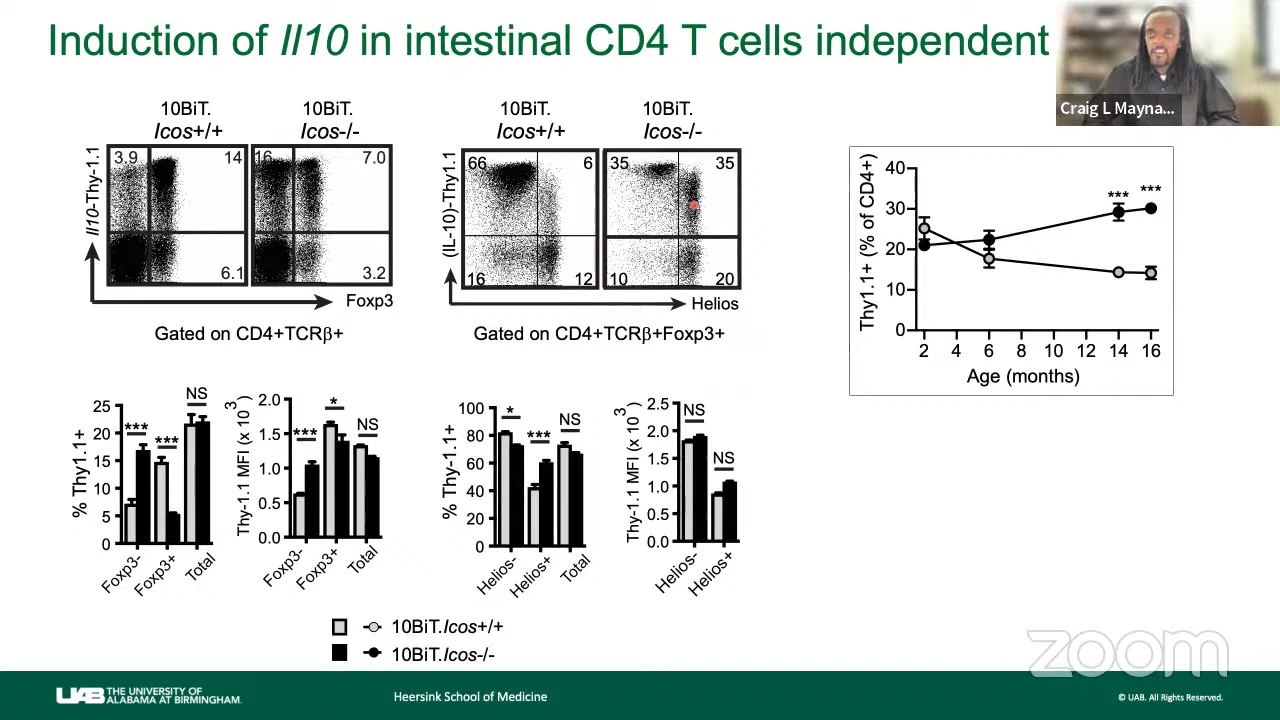 Induction of Il10 in intestinal CD4 T cells independent
Craig L Mayna...
10BiT.
Icos+/+
10BiT.
Icos-/-
Il10-Thy-1.1
3.9
14
6.1
16
7.0
3.2
Foxp3
Gated on CD4+TCRβ+
10BiT.
Icos+/+
10BiT.
Icos-/-
(IL-10)-Thy1.1
66
6
16
12
35
35
10
20
Helios
Gated on CD4+TCRβ+Foxp3+
Thy1.1+ (% of CD4+)
40
30
20
10
0
*** ***
2 4 6 8 10 12 14 16
Age (months)
% Thy1.1+
25
20
15
10
5
0
*** *** NS
Foxp3- Foxp3+ Total
Thy-1.1 MFI (x 10 3)
2.0
1.5
1.0
0.5
0.0
*** * NS
Foxp3- Foxp3+ Total
% Thy-1.1+
100
80
60
40
20
0
* *** NS
Helios- Helios+ Total
Thy-1.1 MFI (x 10 3)
2.5
2.0
1.5
1.0
0.5
0.0
NS NS
Helios- Helios+
10BiT.Icos+/+
10BiT.Icos-/-
zoom
UAB THE UNIVERSITY OF
ALABAMA AT BIRMINGHAM.
Heersink School of Medicine
© UAB. All Rights Reserved.